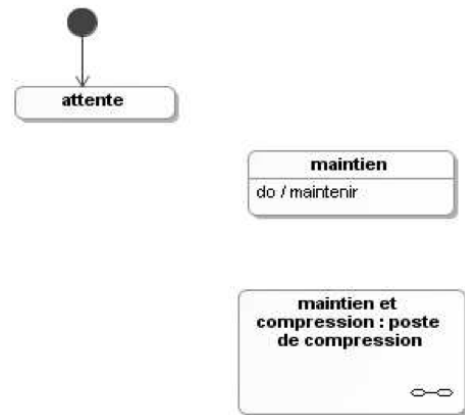 attente
maintien
do / maintenir
maintien et
compression : poste
de compression